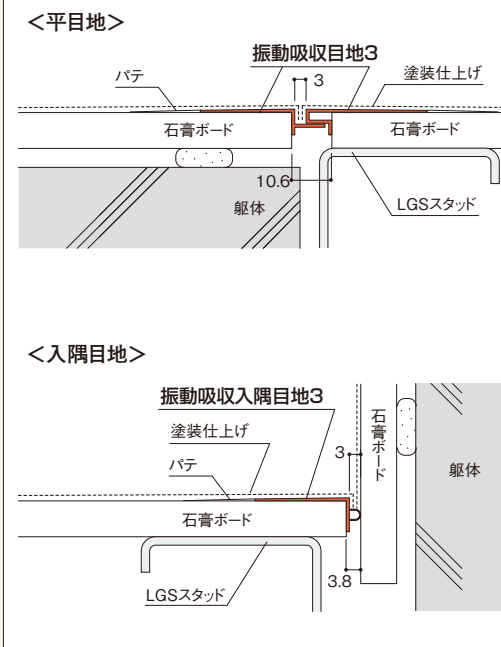 ＜平目地＞
振動吸収目地3
パテ
3
塗装仕上げ
石膏ボード
石膏ボード
10.6
躯体
LGSスタッド
＜入隅目地＞
振動吸収入隅目地3
塗装仕上げ
石膏ボード
3
パテ
躯体
石膏ボード
3.8
LGSスタッド